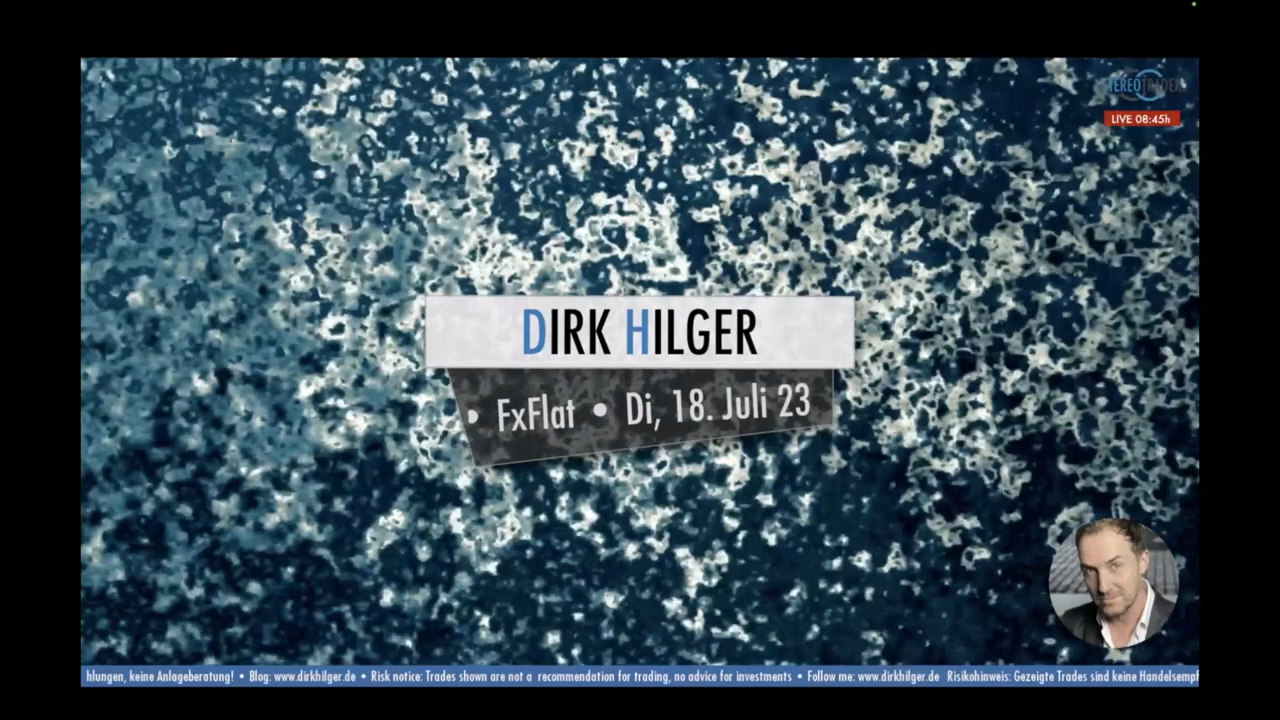 TEREOTRADER
LIVE 08:45h
DIRK HILGER
• FxFlat • Di, 18. Juli 23
hlungen, keine Anlageberatung! • Blog: www.dirkhilger.de • Risk notice: Trades shown are not a recommendation for trading, no advice for investments • Follow me: www.dirkhilger.de Risikohinweis: Gezeigte Trades sind keine Handelsempf